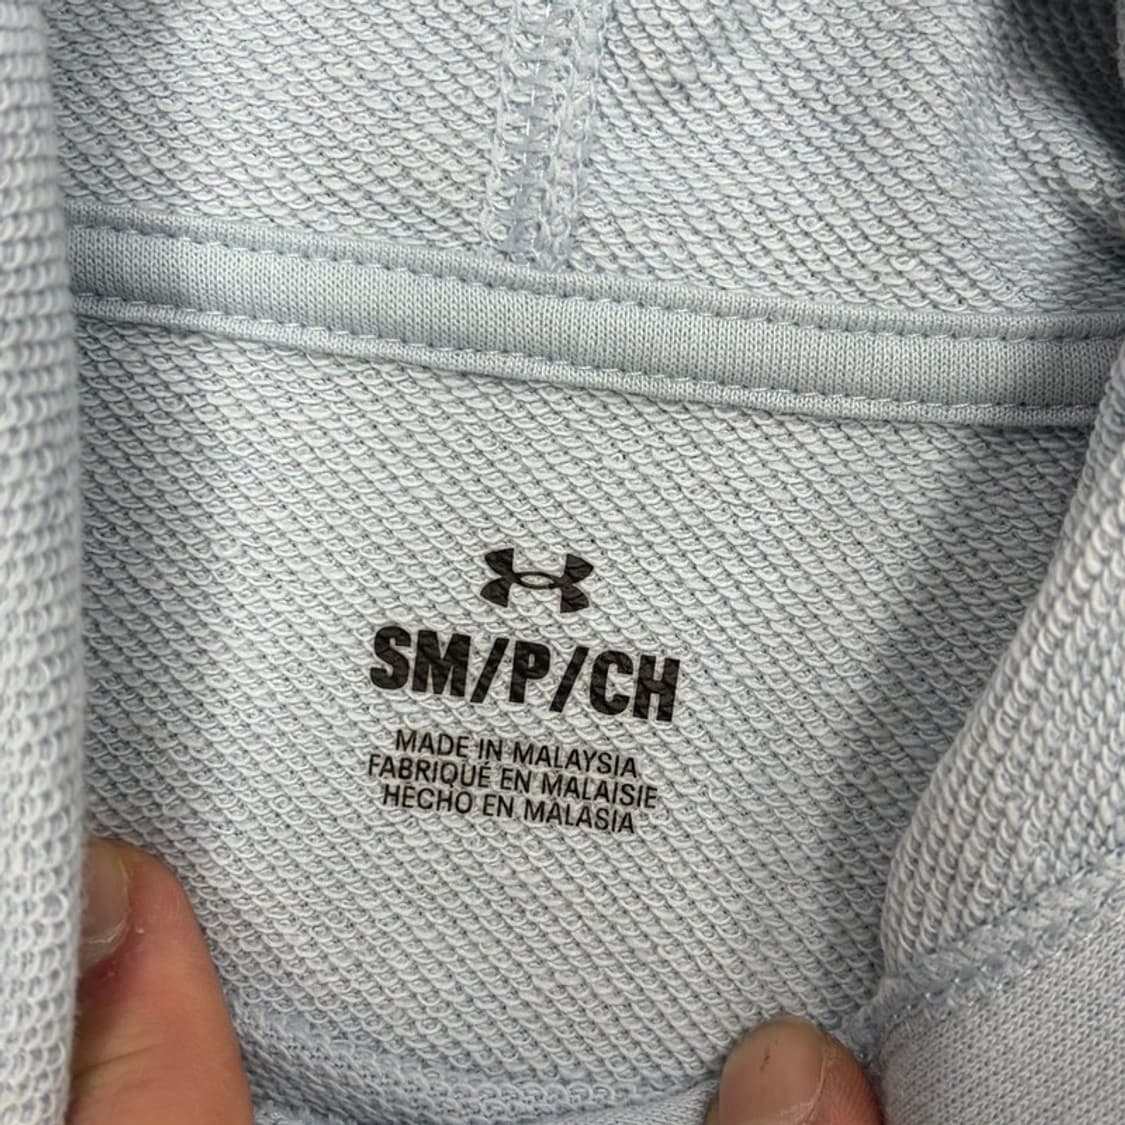 SM/P/CH
MADE IN MALAYSIA
FABRIQUÉ EN MALAISIE
HECHO EN MALASIA